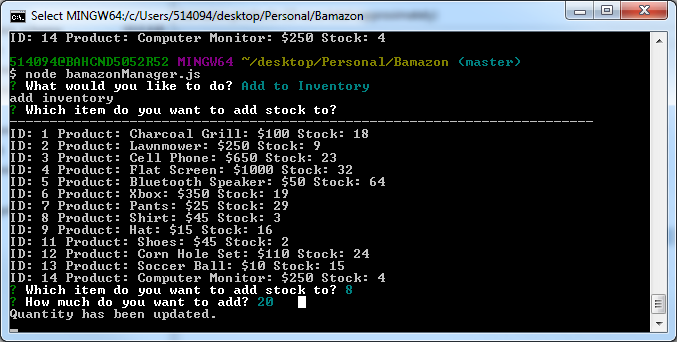 Select MINGW64:/c/Users/514094/desktop/Personal/Bamazon
ID: 14 Product: Computer Monitor: $250 Stock: 4
514094@BAHCND5052R52 MINGW64 ~/desktop/Personal/Bamazon (master)
$ node bamazonManager.js
? What would you like to do? Add to Inventory
add inventory
? Which item do you want to add stock to?
--------------------------------------------------------------------------------
ID: 1 Product: Charcoal Grill: $100 Stock: 18
ID: 2 Product: Lawnmower: $250 Stock: 9
ID: 3 Product: Cell Phone: $650 Stock: 23
ID: 4 Product: Flat Screen: $1000 Stock: 32
ID: 5 Product: Bluetooth Speaker: $50 Stock: 64
ID: 6 Product: Xbox: $350 Stock: 19
ID: 7 Product: Pants: $25 Stock: 29
ID: 8 Product: Shirt: $45 Stock: 3
ID: 9 Product: Hat: $15 Stock: 16
ID: 11 Product: Shoes: $45 Stock: 2
ID: 12 Product: Corn Hole Set: $110 Stock: 24
ID: 13 Product: Soccer Ball: $10 Stock: 15
ID: 14 Product: Computer Monitor: $250 Stock: 4
? Which item do you want to add stock to? 8
? How much do you want to add? 20
Quantity has been updated.